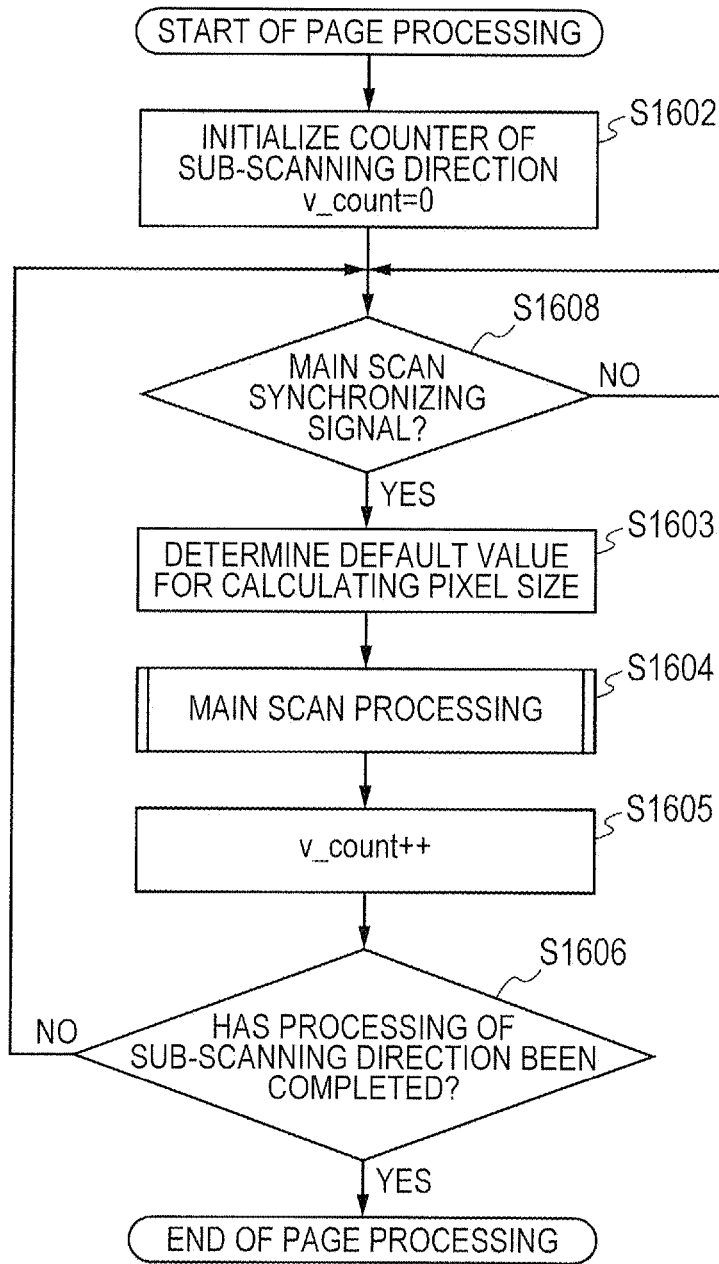 START OF PAGE PROCESSING
S1602
INITIALIZE COUNTER OF
SUB-SCANNING DIRECTION
v_count=0
S1608
MAIN SCAN
SYNCHRONIZING
SIGNAL?
NO
YES
S1603
DETERMINE DEFAULT VALUE
FOR CALCULATING PIXEL SIZE
S1604
MAIN SCAN PROCESSING
S1605
v_count++
S1606
HAS PROCESSING OF
SUB-SCANNING DIRECTION BEEN
COMPLETED?
NO
YES
END OF PAGE PROCESSING